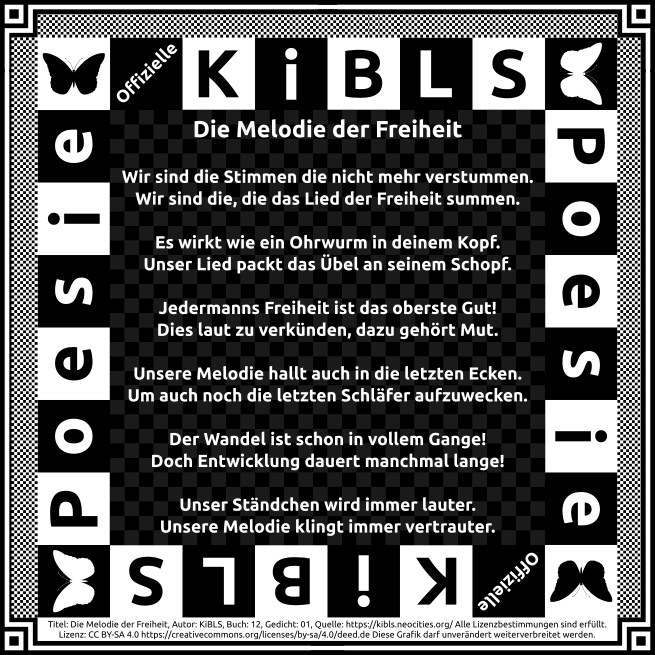 Offizielle KiBLS
Poesie
Poesie
Die Melodie der Freiheit
Wir sind die Stimmen die nicht mehr verstummen.
Wir sind die, die das Lied der Freiheit summen.
Es wirkt wie ein Ohrwurm in deinem Kopf.
Unser Lied packt das Übel an seinem Schopf.
Jedermanns Freiheit ist das oberste Gut!
Dies laut zu verkünden, dazu gehört Mut.
Unsere Melodie hallt auch in die letzten Ecken.
Um auch noch die letzten Schläfer aufzuwecken.
Der Wandel ist schon in vollem Gange!
Doch Entwicklung dauert manchmal lange!
Unser Ständchen wird immer lauter.
Unsere Melodie klingt immer vertrauter.
Offizielle KiBLS
Titel: Die Melodie der Freiheit, Autor: KiBLS, Buch: 12, Gedicht: 01, Quelle: https://kibls.neocities.org/ Alle Lizenzbestimmungen sind erfüllt.
Lizenz: CC BY-SA 4.0 https://creativecommons.org/licenses/by-sa/4.0/deed.de Diese Grafik darf unverändert weiterverbreitet werden.